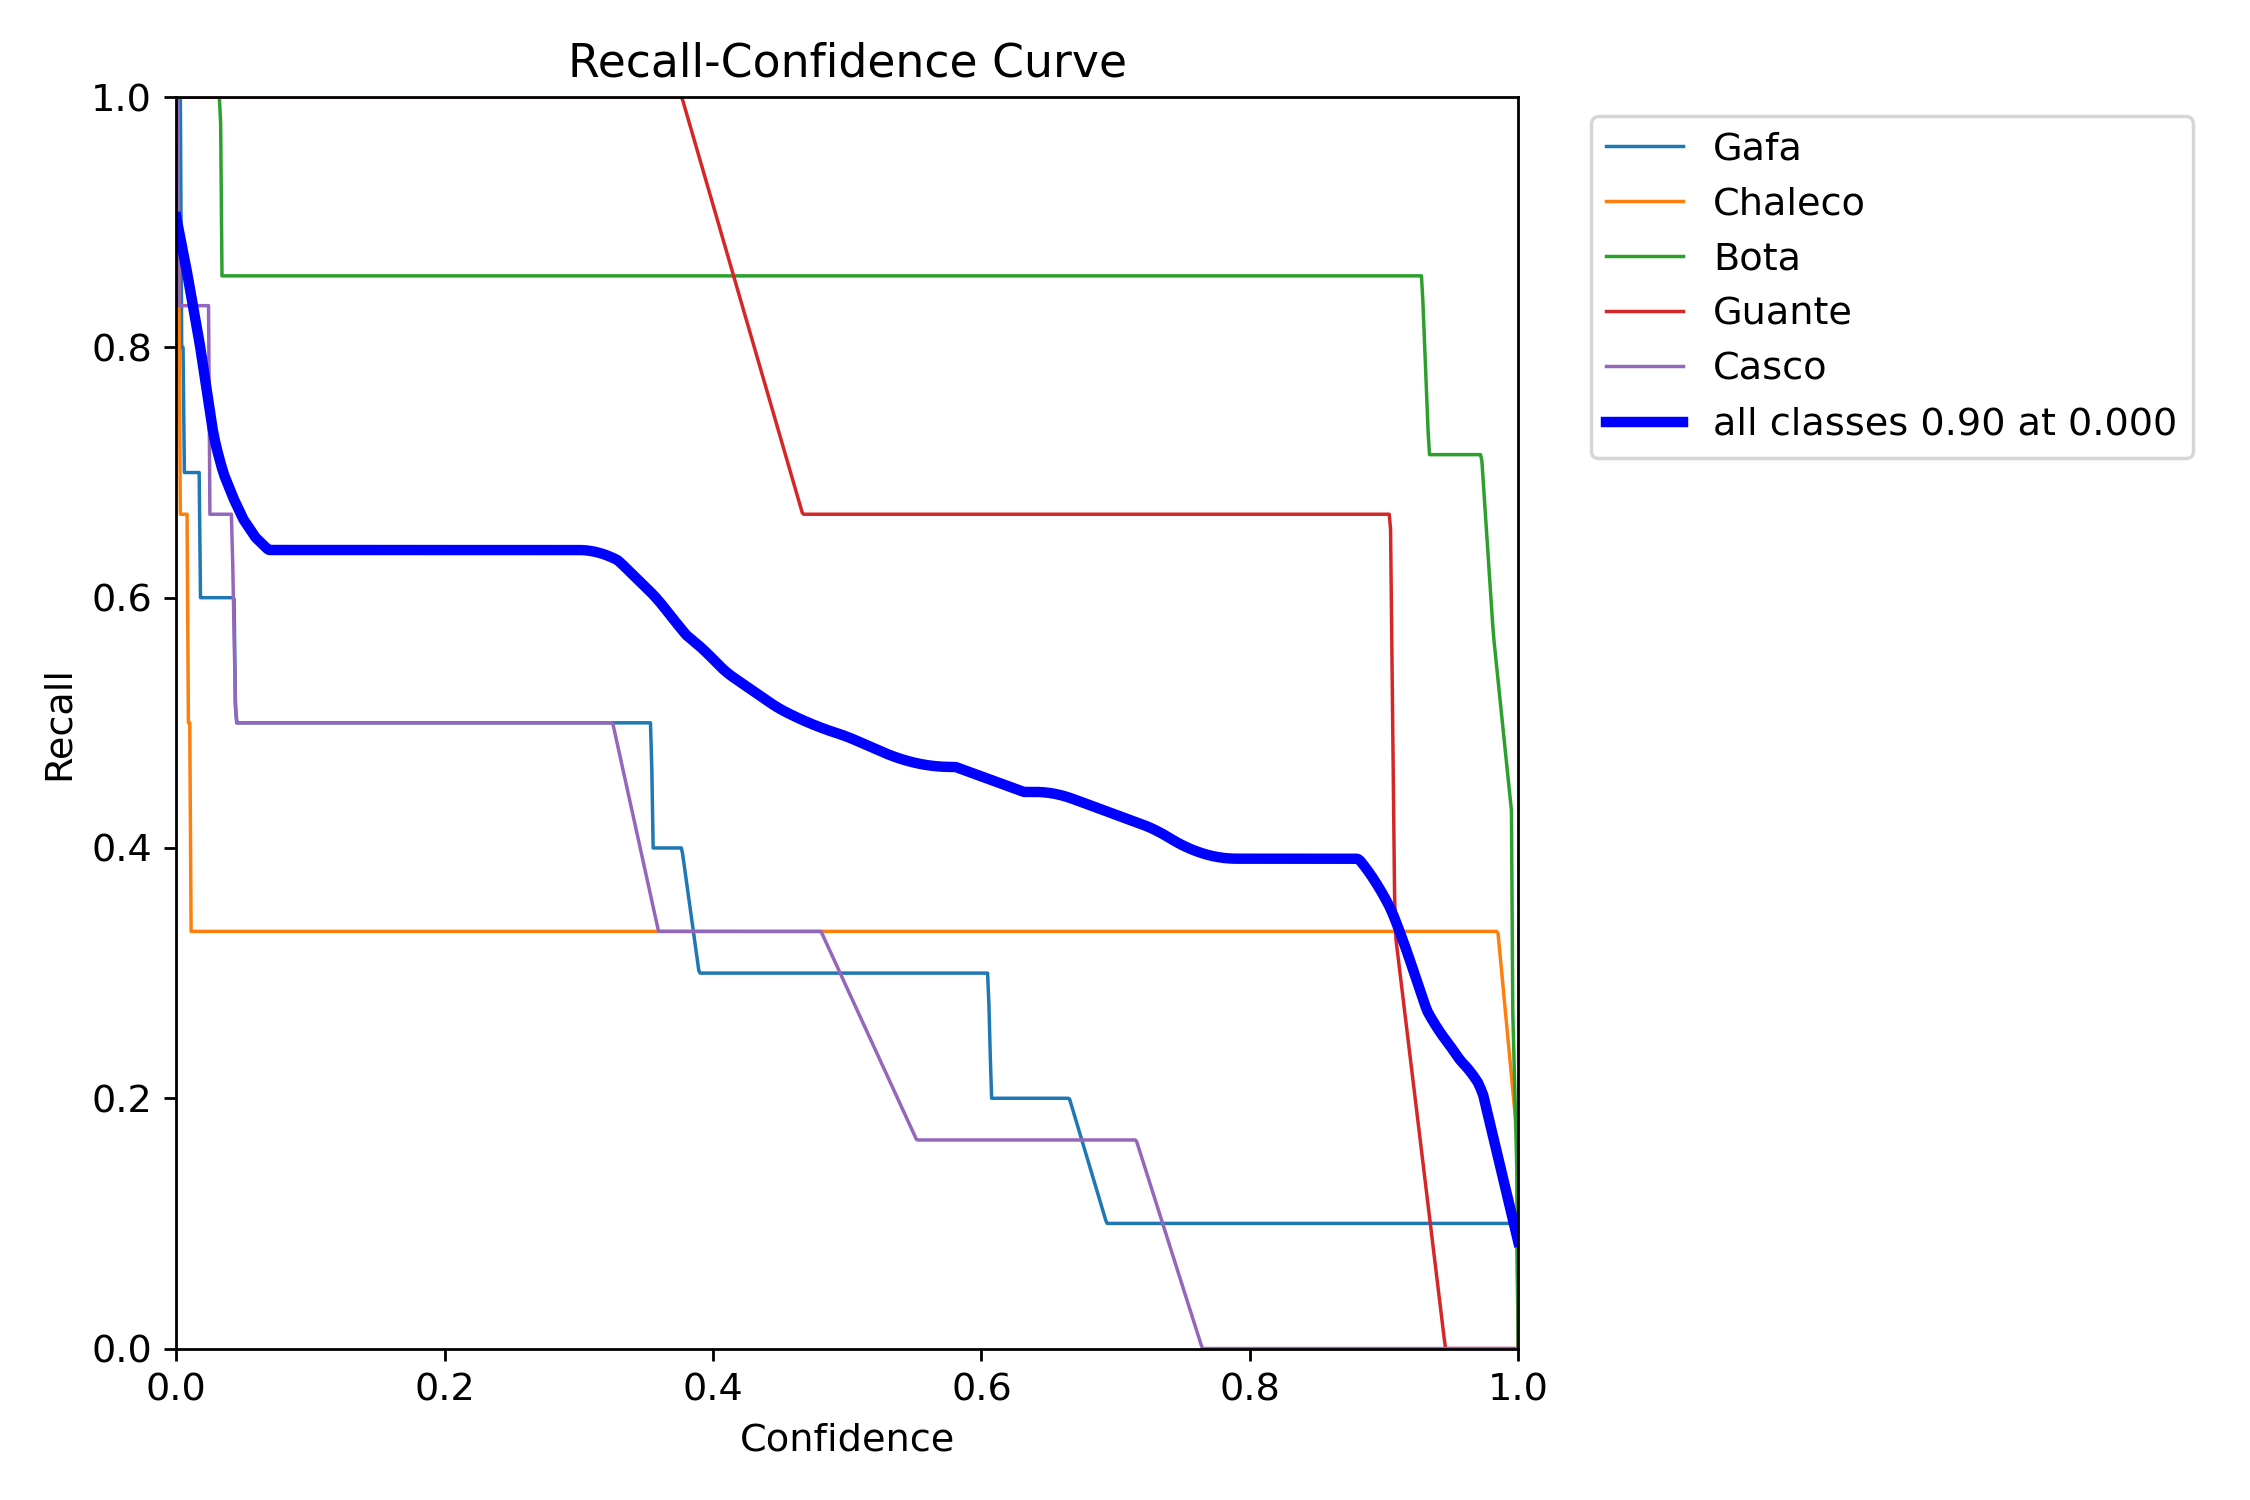 Recall-Confidence Curve
1.0
0.8
0.6
0.4
0.2
0.0
Recall
0.0 0.2 0.4 0.6 0.8 1.0
Confidence
Gafa
Chaleco
Bota
Guante
Casco
all classes 0.90 at 0.000